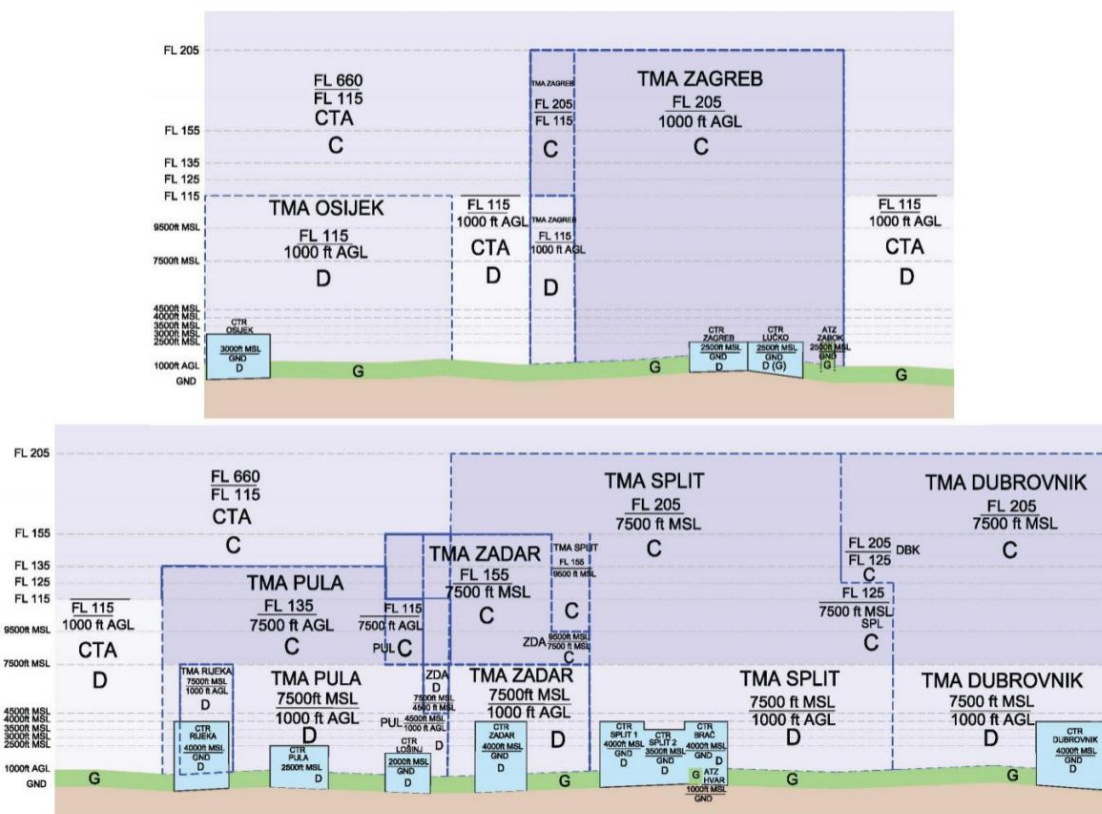 FL 205
FL 155
FL 135
FL 125
FL 115
9500ft MSL
7500ft MSL
4500ft MSL
4000ft MSL
3500ft MSL
3000ft MSL
2500ft MSL
1000ft AGL
GND
FL 660
FL 115
CTA
C
TMA OSIJEK
FL 115
1000 ft AGL
D
CTR
OSIJEK
3000ft MSL
GND
D
G
FL 115
1000 ft AGL
CTA
D
TMA ZAGREB
FL 205
FL 115
C
TMA ZAGREB
FL 115
1000 ft AGL
D
TMA ZAGREB
FL 205
1000 ft AGL
C
G
CTR
ZAGREB
2500ft MSL
GND
D
CTR
LUČKO
2500ft MSL
GND
D (G)
ATZ
ZABOK
2500ft MSL
GND
G
FL 115
1000 ft AGL
CTA
D
G
FL 205
FL 155
FL 135
FL 125
FL 115
9500ft MSL
7500ft MSL
4500ft MSL
4000ft MSL
3500ft MSL
3000ft MSL
2500ft MSL
1000ft AGL
GND
FL 660
FL 115
CTA
C
FL 115
1000 ft AGL
CTA
D
G
TMA PULA
FL 135
7500 ft AGL
C
TMA RIJEKA
7500ft MSL
1000 ft AGL
D
CTR
RIJEKA
4000ft MSL
GND
D
TMA PULA
7500ft MSL
1000 ft AGL
D
CTR
PULA
2500ft MSL
D
FL 115
7500 ft AGL
PUL C
ZDA
D
7500ft MSL
4500 ft MSL
PUL
4500ft MSL
1000 ft AGL
D
CTR
LOŠINJ
2000ft MSL
GND
D
TMA ZADAR
FL 155
7500 ft MSL
C
TMA SPLIT
FL 155
9500 ft MSL
C
ZDA
9500ft MSL
7500 ft MSL
C
TMA ZADAR
7500ft MSL
1000 ft AGL
D
CTR
ZADAR
4000ft MSL
GND
D
G
TMA SPLIT
FL 205
7500 ft MSL
C
FL 205
FL 125
DBK
C
FL 125
7500 ft MSL
SPL
C
TMA SPLIT
7500 ft MSL
1000 ft AGL
D
CTR
SPLIT 1
4000ft MSL
GND
D
CTR
SPLIT 2
3500ft MSL
GND
D
CTR
BRAČ
4000ft MSL
GND
D
G
ATZ
HVAR
1000ft MSL
GND
G
TMA DUBROVNIK
FL 205
7500 ft MSL
C
TMA DUBROVNIK
7500 ft MSL
1000 ft AGL
D
G
CTR
DUBROVNIK
4000ft MSL
GND
D